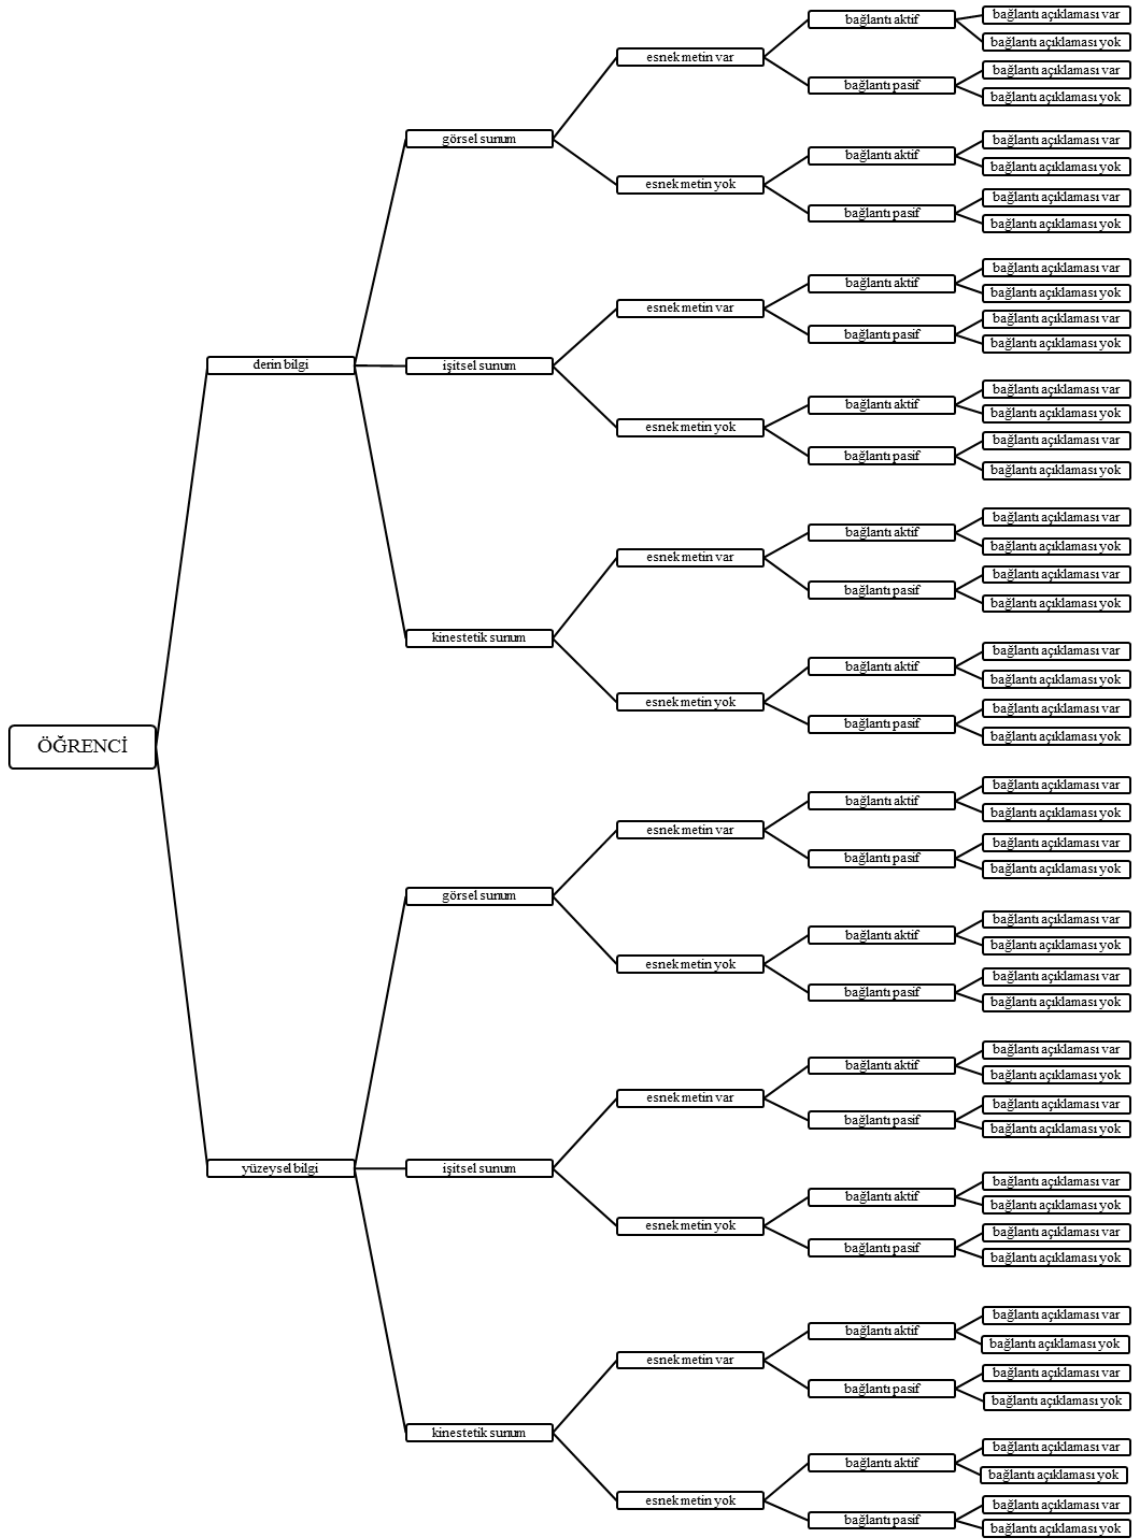 bağlantı aktif
bağlantı açıklaması var
bağlantı açıklaması yok
esnek metin var
bağlantı pasif
bağlantı açıklaması var
bağlantı açıklaması yok
görsel sunum
bağlantı aktif
bağlantı açıklaması var
bağlantı açıklaması yok
esnek metin yok
bağlantı pasif
bağlantı açıklaması var
bağlantı açıklaması yok
bağlantı aktif
bağlantı açıklaması var
bağlantı açıklaması yok
esnek metin var
bağlantı pasif
bağlantı açıklaması var
bağlantı açıklaması yok
derin bilgi
işitsel sunum
bağlantı aktif
bağlantı açıklaması var
bağlantı açıklaması yok
esnek metin yok
bağlantı pasif
bağlantı açıklaması var
bağlantı açıklaması yok
bağlantı aktif
bağlantı açıklaması var
bağlantı açıklaması yok
esnek metin var
bağlantı pasif
bağlantı açıklaması var
bağlantı açıklaması yok
kinestetik sunum
bağlantı aktif
bağlantı açıklaması var
bağlantı açıklaması yok
esnek metin yok
bağlantı pasif
bağlantı açıklaması var
bağlantı açıklaması yok
ÖĞRENCİ
bağlantı aktif
bağlantı açıklaması var
bağlantı açıklaması yok
esnek metin var
bağlantı pasif
bağlantı açıklaması var
bağlantı açıklaması yok
görsel sunum
bağlantı aktif
bağlantı açıklaması var
bağlantı açıklaması yok
esnek metin yok
bağlantı pasif
bağlantı açıklaması var
bağlantı açıklaması yok
bağlantı aktif
bağlantı açıklaması var
bağlantı açıklaması yok
esnek metin var
bağlantı pasif
bağlantı açıklaması var
bağlantı açıklaması yok
yüzeysel bilgi
işitsel sunum
bağlantı aktif
bağlantı açıklaması var
bağlantı açıklaması yok
esnek metin yok
bağlantı pasif
bağlantı açıklaması var
bağlantı açıklaması yok
bağlantı aktif
bağlantı açıklaması var
bağlantı açıklaması yok
esnek metin var
bağlantı pasif
bağlantı açıklaması var
bağlantı açıklaması yok
kinestetik sunum
bağlantı aktif
bağlantı açıklaması var
bağlantı açıklaması yok
esnek metin yok
bağlantı pasif
bağlantı açıklaması var
bağlantı açıklaması yok